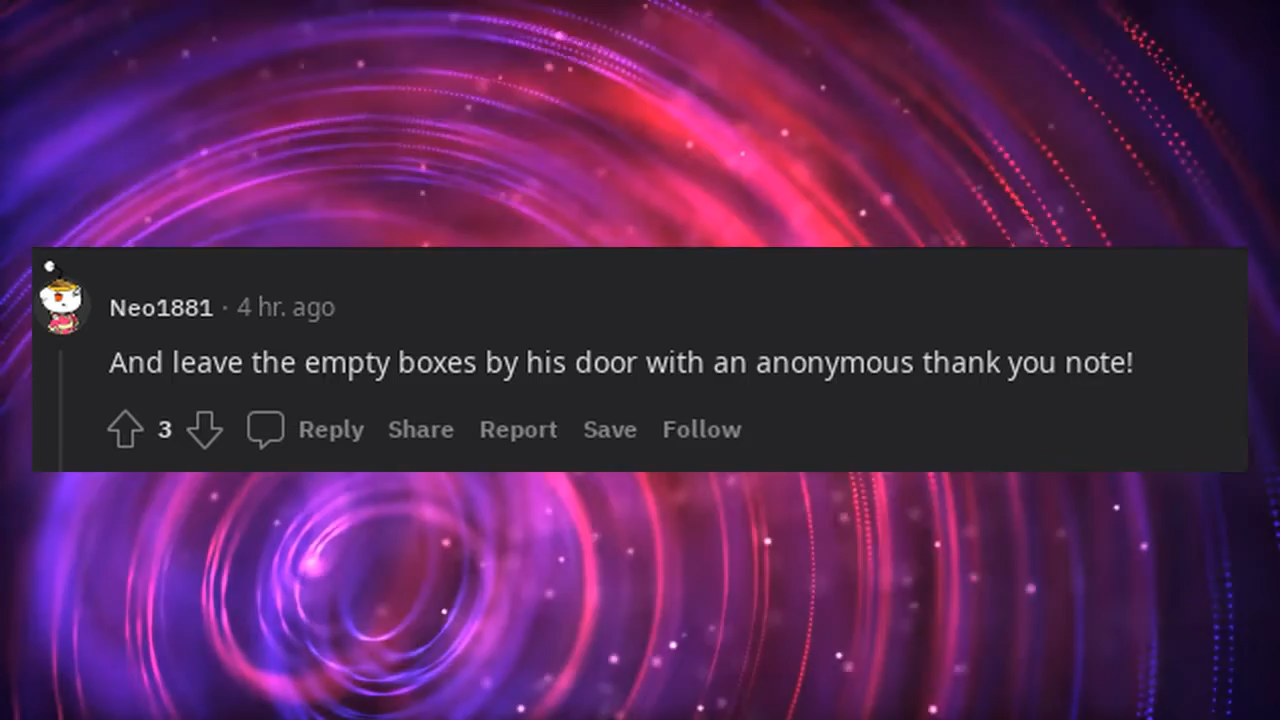 Neo1881 · 4 hr. ago
And leave the empty boxes by his door with an anonymous thank you note!
3 Reply Share Report Save Follow